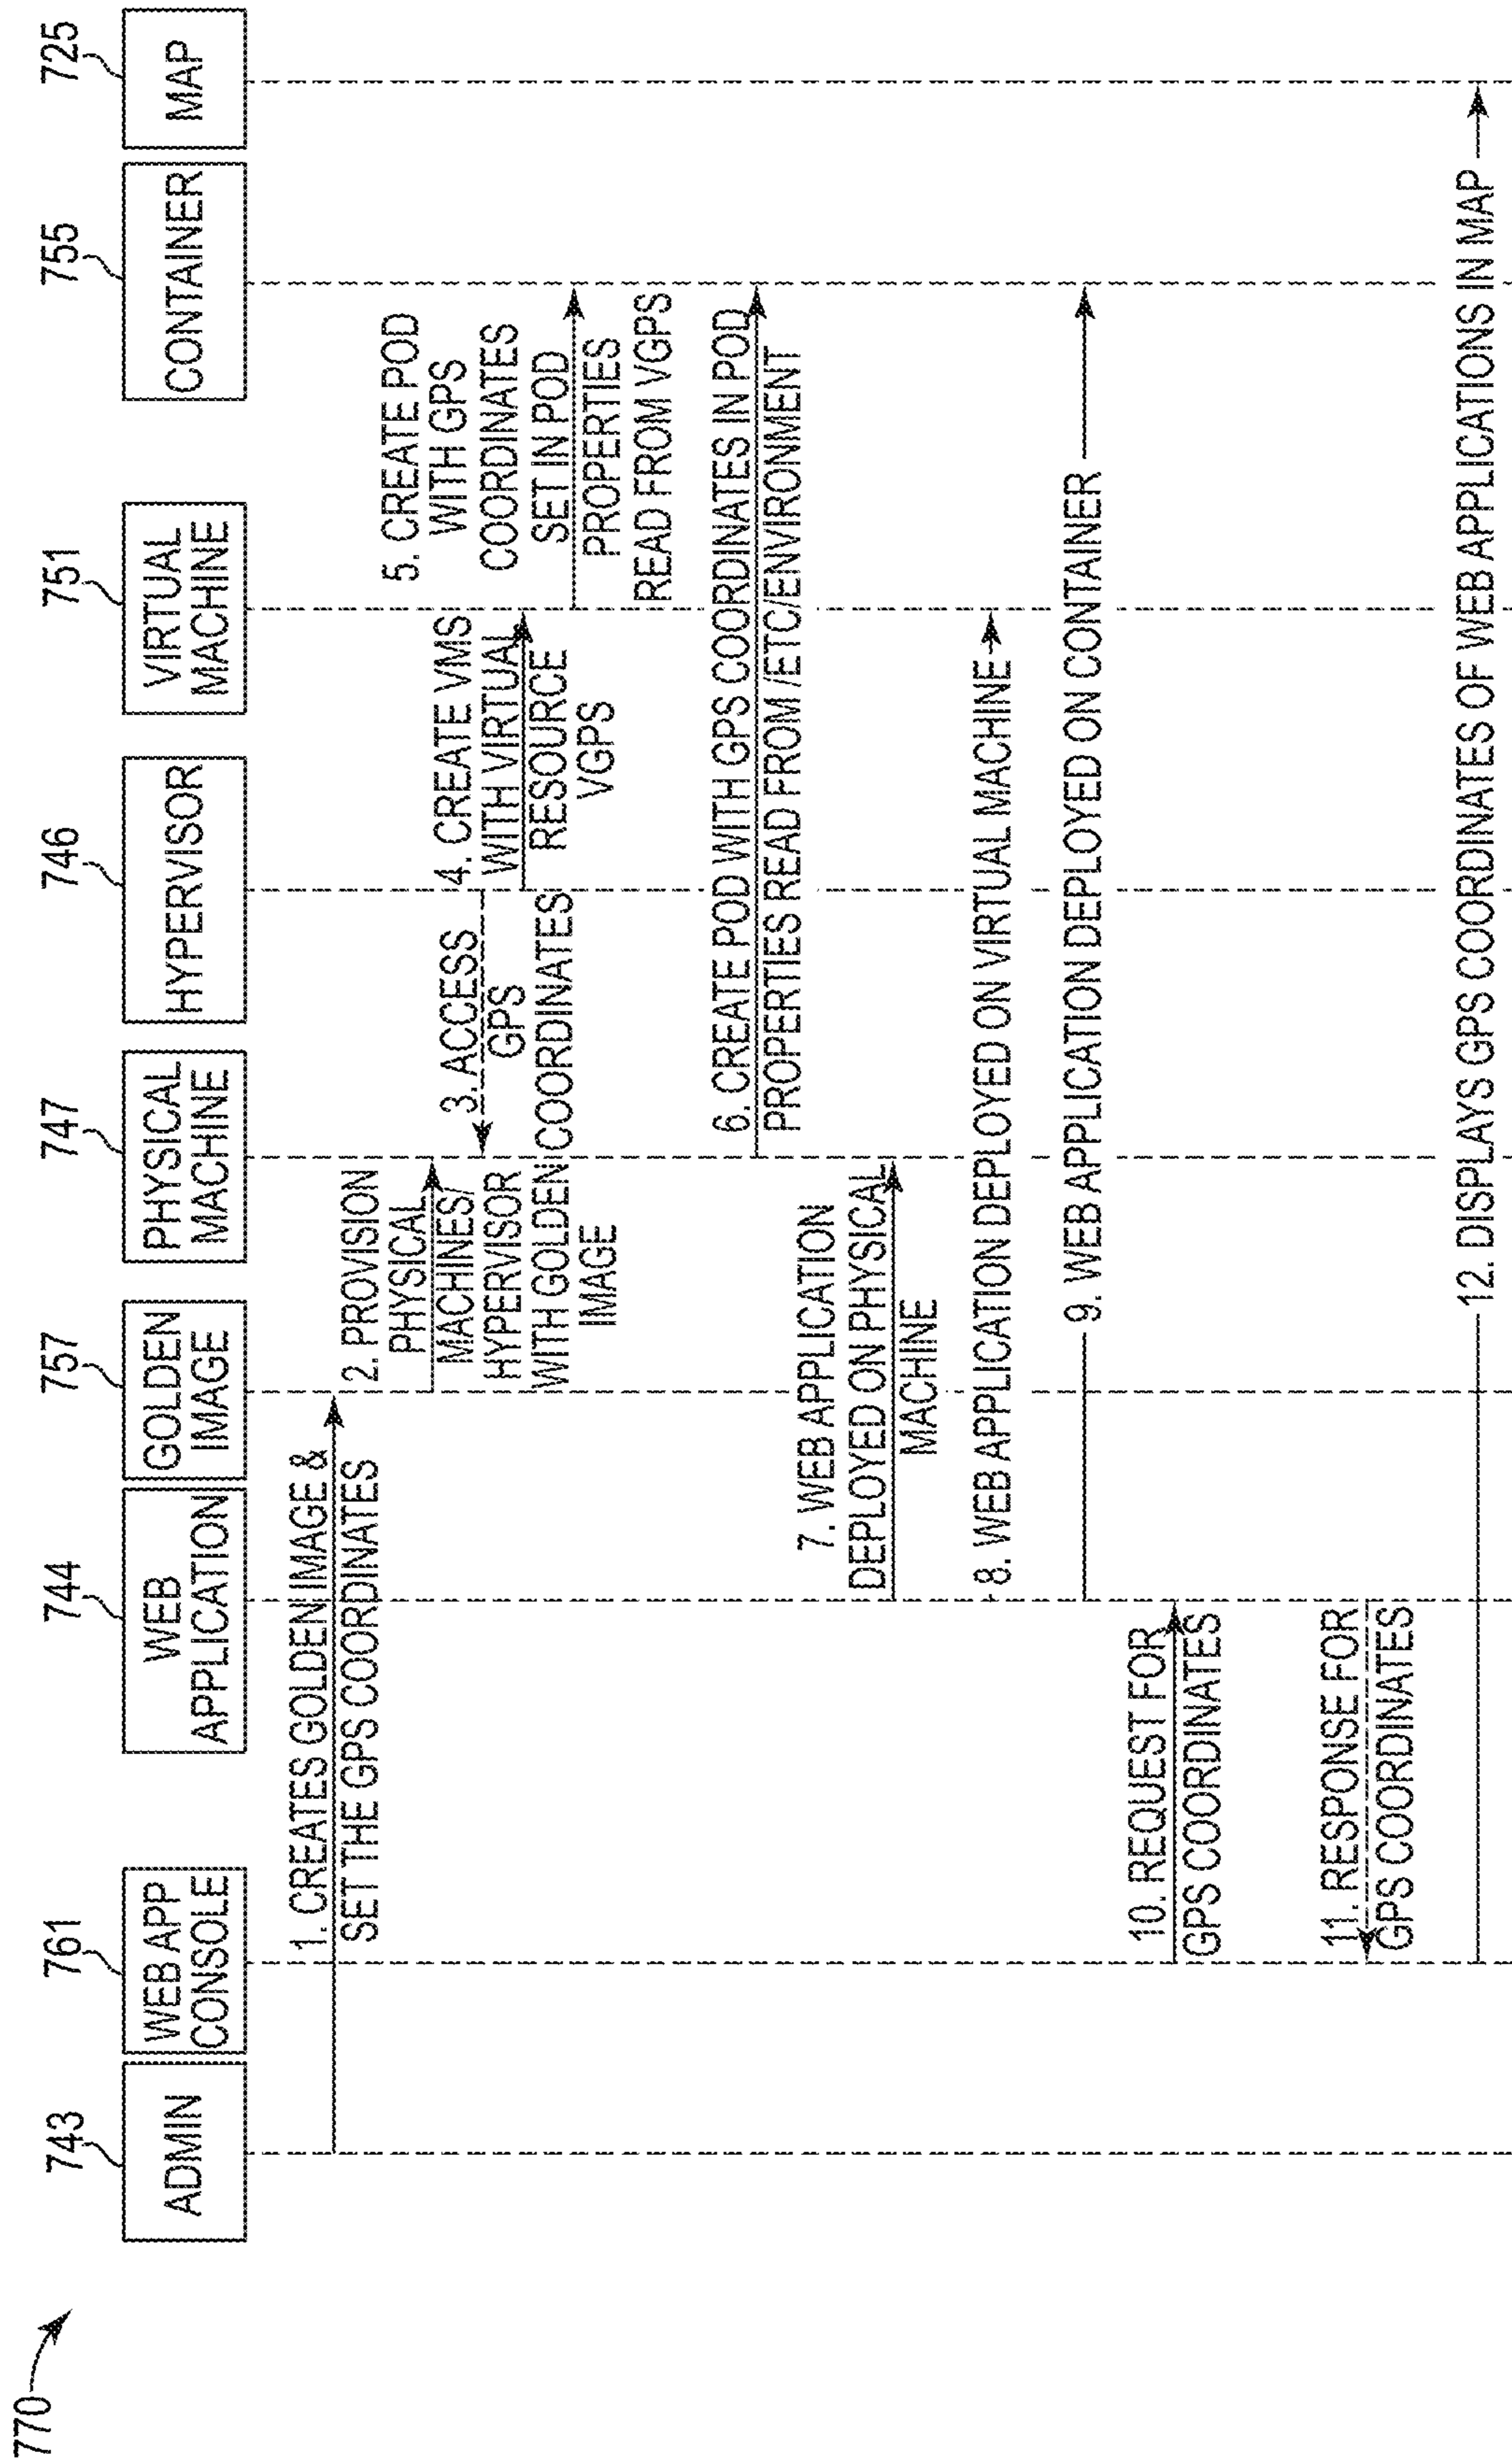 770
743
ADMIN
761
WEB APP
CONSOLE
744
WEB
APPLICATION
757
GOLDEN
IMAGE
747
PHYSICAL
MACHINE
746
HYPERVISOR
751
VIRTUAL
MACHINE
755
CONTAINER
725
MAP
1. CREATES GOLDEN IMAGE &
SET THE GPS COORDINATES
2. PROVISION
PHYSICAL
MACHINES/
HYPERVISOR
WITH GOLDEN
IMAGE
3. ACCESS
GPS
COORDINATES
4. CREATE VMS
WITH VIRTUAL
RESOURCE
VGPS
5. CREATE POD
WITH GPS
COORDINATES
SET IN POD
PROPERTIES
READ FROM VGPS
6. CREATE POD WITH GPS COORDINATES IN POD
PROPERTIES READ FROM /ETC/ENVIRONMENT
7. WEB APPLICATION
DEPLOYED ON PHYSICAL
MACHINE
8. WEB APPLICATION DEPLOYED ON VIRTUAL MACHINE
9. WEB APPLICATION DEPLOYED ON CONTAINER
10. REQUEST FOR
GPS COORDINATES
11. RESPONSE FOR
GPS COORDINATES
12. DISPLAYS GPS COORDINATES OF WEB APPLICATIONS IN MAP